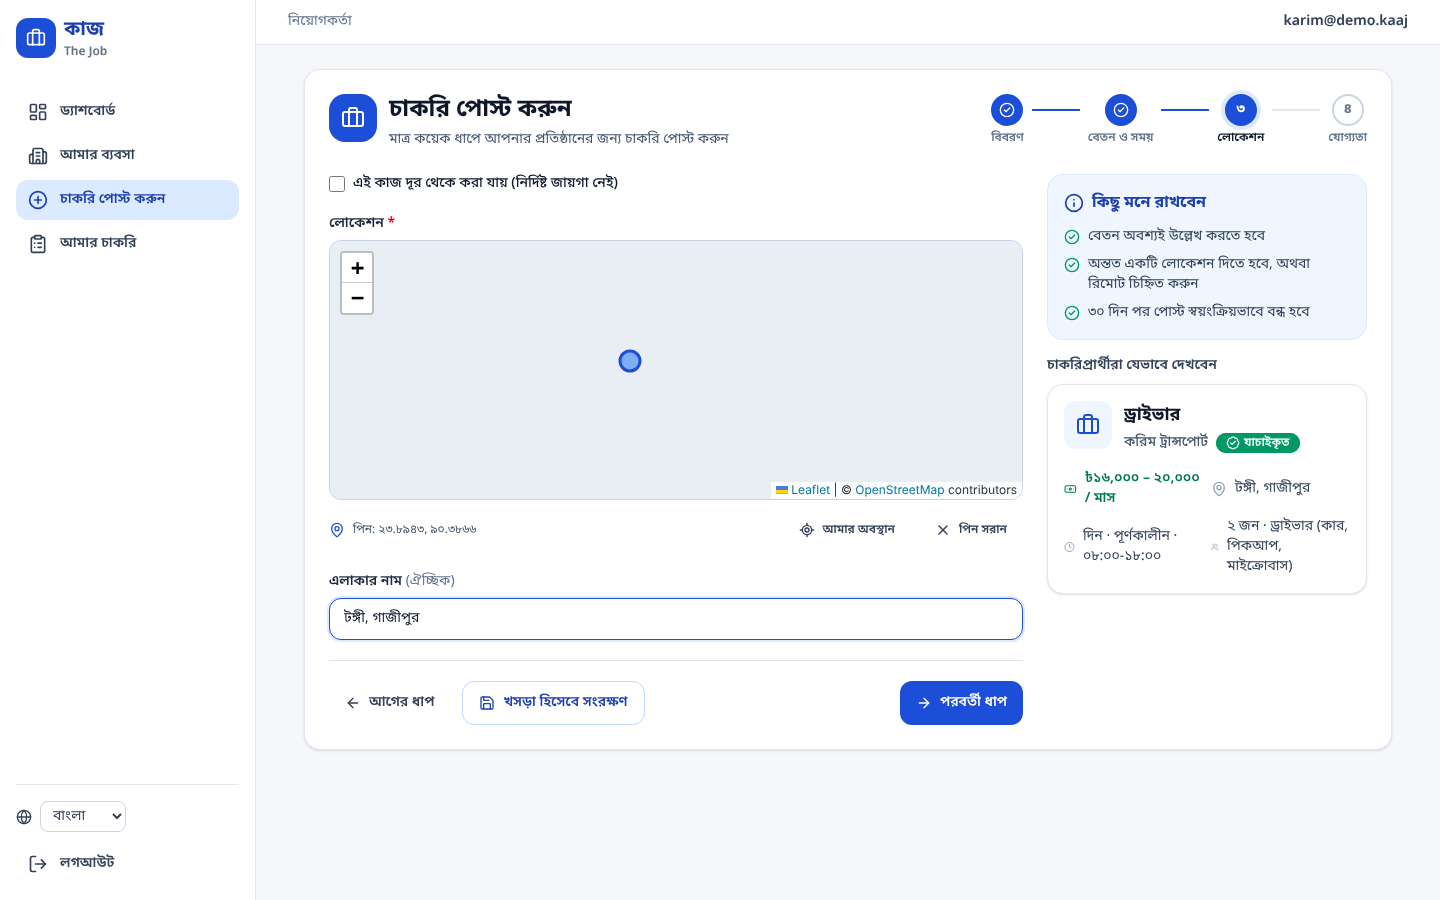 কাজ
The Job
ড্যাশবোর্ড
আমার ব্যবসা
চাকরি পোস্ট করুন
আমার চাকরি
বাংলা
লগআউট
নিয়োগকর্তা
karim@demo.kaaj
চাকরি পোস্ট করুন
মাত্র কয়েক ধাপে আপনার প্রতিষ্ঠানের জন্য চাকরি পোস্ট করুন
বিবরণ
বেতন ও সময়
৩
লোকেশন
৪
যোগ্যতা
এই কাজ দূর থেকে করা যায় (নির্দিষ্ট জায়গা নেই)
লোকেশন *
+
−
Leaflet | © OpenStreetMap contributors
পিন: ২৩.৮৯৪৩, ৯০.৩৮৬৬
আমার অবস্থান
পিন সরান
এলাকার নাম (ঐচ্ছিক)
টঙ্গী, গাজীপুর
আগের ধাপ
খসড়া হিসেবে সংরক্ষণ
পরবর্তী ধাপ
কিছু মনে রাখবেন
বেতন অবশ্যই উল্লেখ করতে হবে
অন্তত একটি লোকেশন দিতে হবে, অথবা
রিমোট চিহ্নিত করুন
৩০ দিন পর পোস্ট স্বয়ংক্রিয়ভাবে বন্ধ হবে
চাকরিপ্রার্থীরা যেভাবে দেখবেন
ড্রাইভার
করিম ট্রান্সপোর্ট
যাচাইকৃত
৳১৬,০০০ – ২০,০০০
/ মাস
টঙ্গী, গাজীপুর
দিন · পূর্ণকালীন ·
০৮:০০-১৮:০০
২ জন · ড্রাইভার (কার,
পিকআপ,
মাইক্রোবাস)